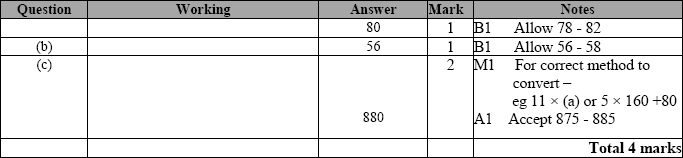 Question Working Answer Mark Notes
80 1 B1 Allow 78 - 82
(b) 56 1 B1 Allow 56 - 58
(c) 2 M1 For correct method to
convert –
eg 11 × (a) or 5 × 160 +80
880 A1 Accept 875 - 885
Total 4 marks